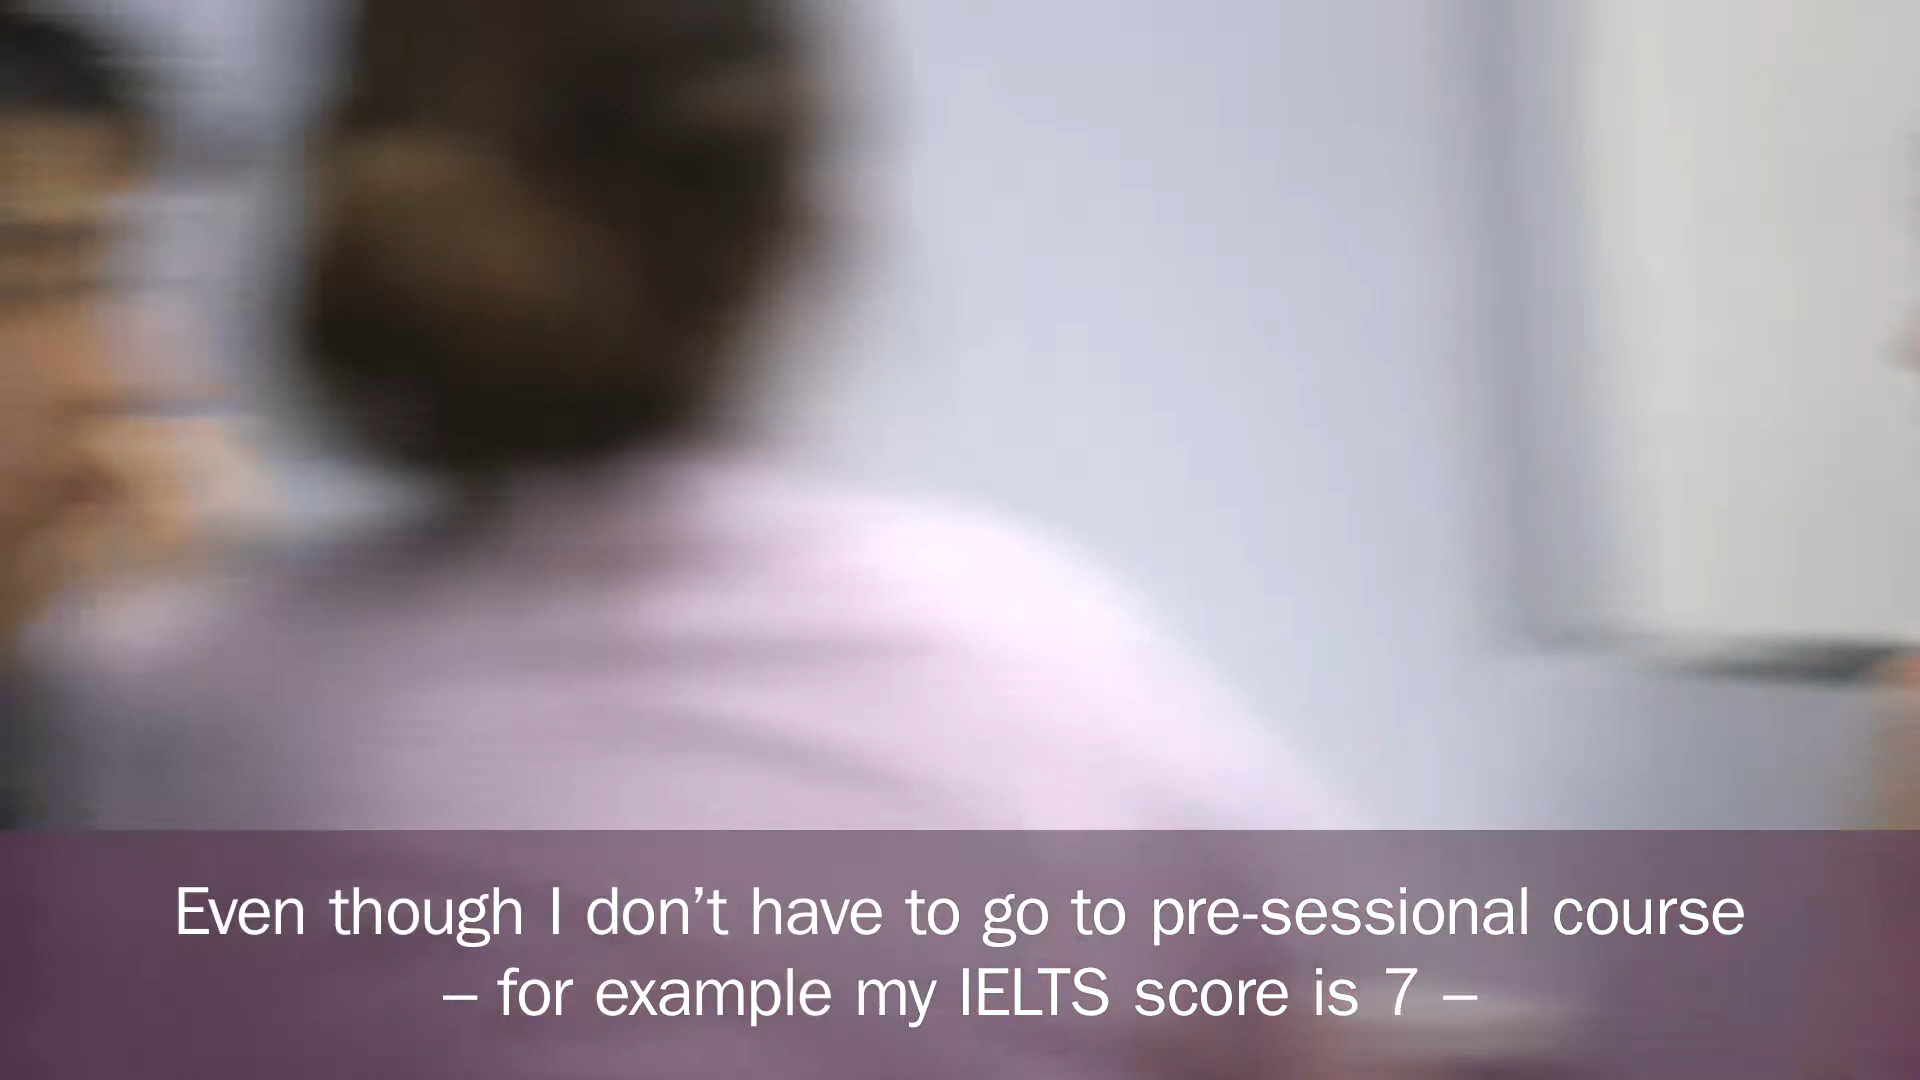 Even though I don’t have to go to pre-sessional course
– for example my IELTS score is 7 –